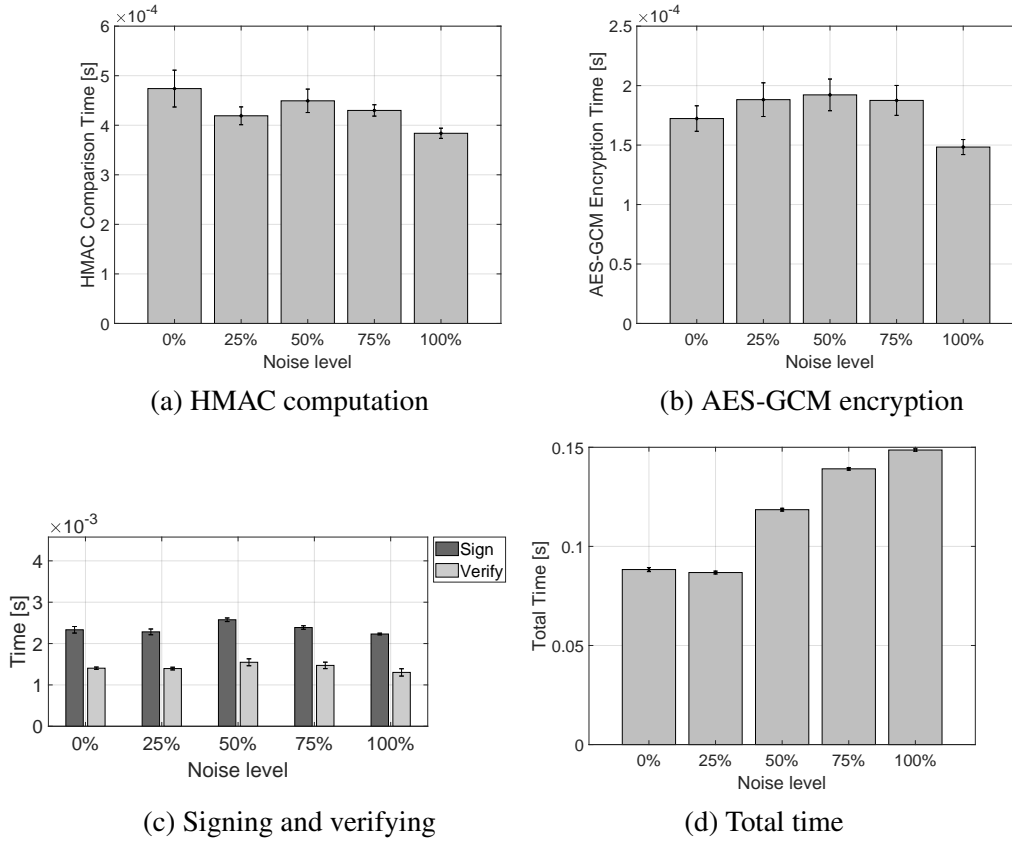 ×10⁻⁴
6
5
4
3
2
1
0
HMAC Comparison Time [s]
0% 25% 50% 75% 100%
Noise level
(a) HMAC computation
×10⁻⁴
2.5
2
1.5
1
0.5
0
AES-GCM Encryption Time [s]
0% 25% 50% 75% 100%
Noise level
(b) AES-GCM encryption
×10⁻³
4
3
2
1
0
Time [s]
Sign
Verify
0% 25% 50% 75% 100%
Noise level
(c) Signing and verifying
0.15
0.1
0.05
0
Total Time [s]
0% 25% 50% 75% 100%
Noise level
(d) Total time